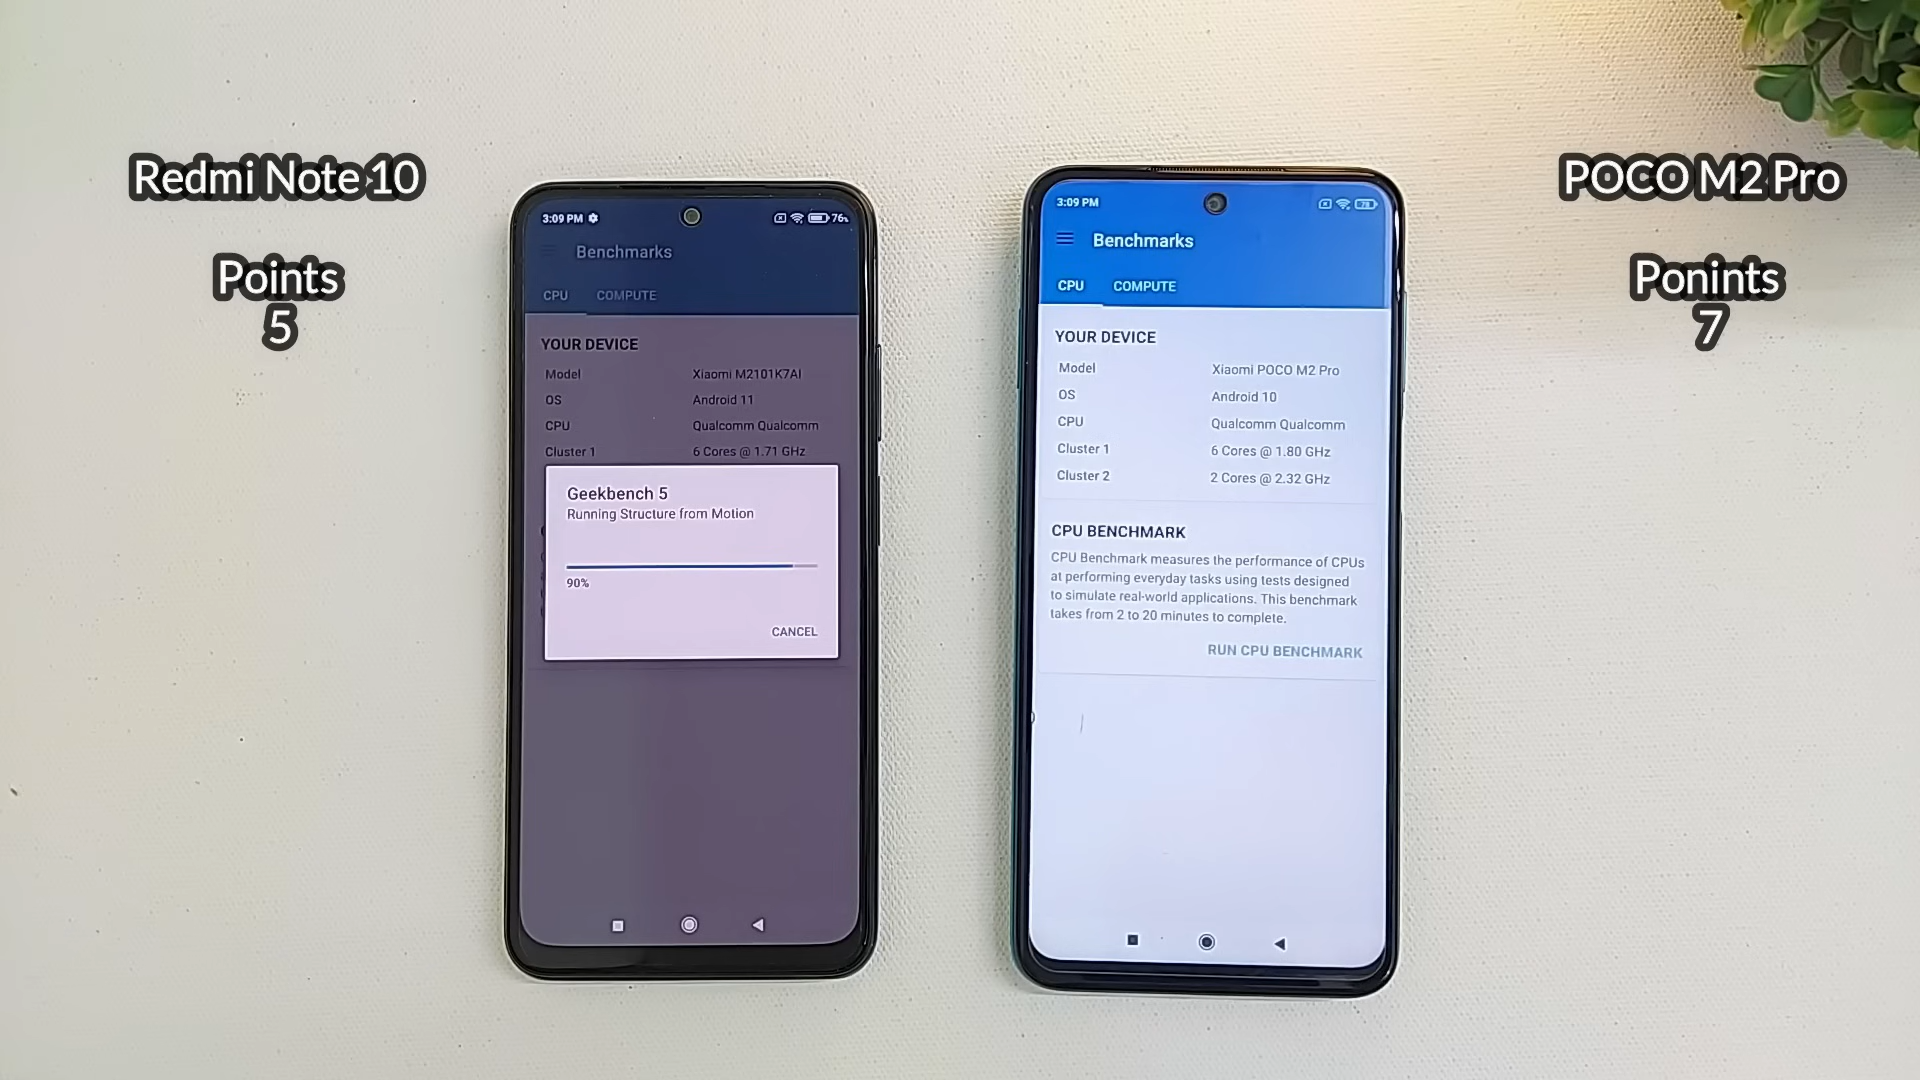 Redmi Note 10
Points
5
3:09 PM
76%
Benchmarks
CPU COMPUTE
YOUR DEVICE
Model Xiaomi M2101K7AI
OS Android 11
CPU Qualcomm Qualcomm
Cluster 1 6 Cores @ 1.71 GHz
Geekbench 5
Running Structure from Motion
90%
CANCEL
3:09 PM
78
Benchmarks
CPU COMPUTE
YOUR DEVICE
Model Xiaomi POCO M2 Pro
OS Android 10
CPU Qualcomm Qualcomm
Cluster 1 6 Cores @ 1.80 GHz
Cluster 2 2 Cores @ 2.32 GHz
CPU BENCHMARK
CPU Benchmark measures the performance of CPUs
at performing everyday tasks using tests designed
to simulate real-world applications. This benchmark
takes from 2 to 20 minutes to complete.
RUN CPU BENCHMARK
POCO M2 Pro
Ponints
7